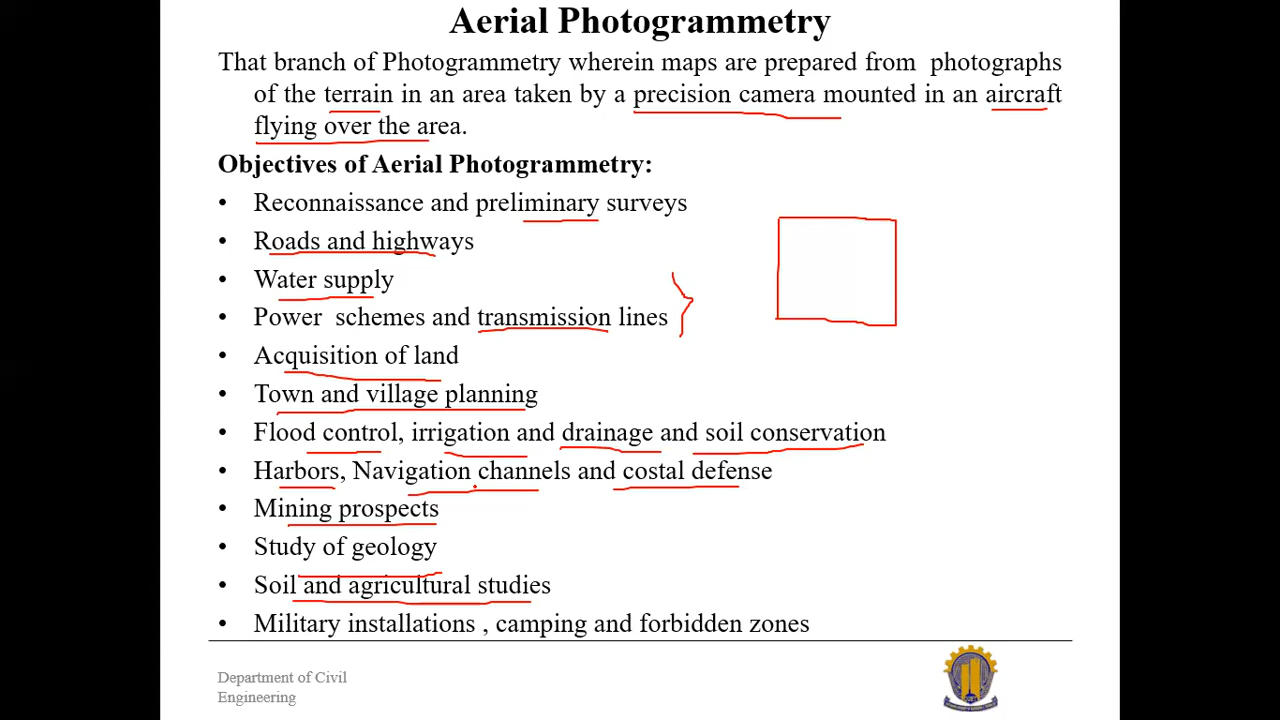 Aerial Photogrammetry
That branch of Photogrammetry wherein maps are prepared from photographs
of the terrain in an area taken by a precision camera mounted in an aircraft
flying over the area.
Objectives of Aerial Photogrammetry:
• Reconnaissance and preliminary surveys
• Roads and highways
• Water supply
• Power schemes and transmission lines
• Acquisition of land
• Town and village planning
• Flood control, irrigation and drainage and soil conservation
• Harbors, Navigation channels and costal defense
• Mining prospects
• Study of geology
• Soil and agricultural studies
• Military installations , camping and forbidden zones
Department of Civil
Engineering